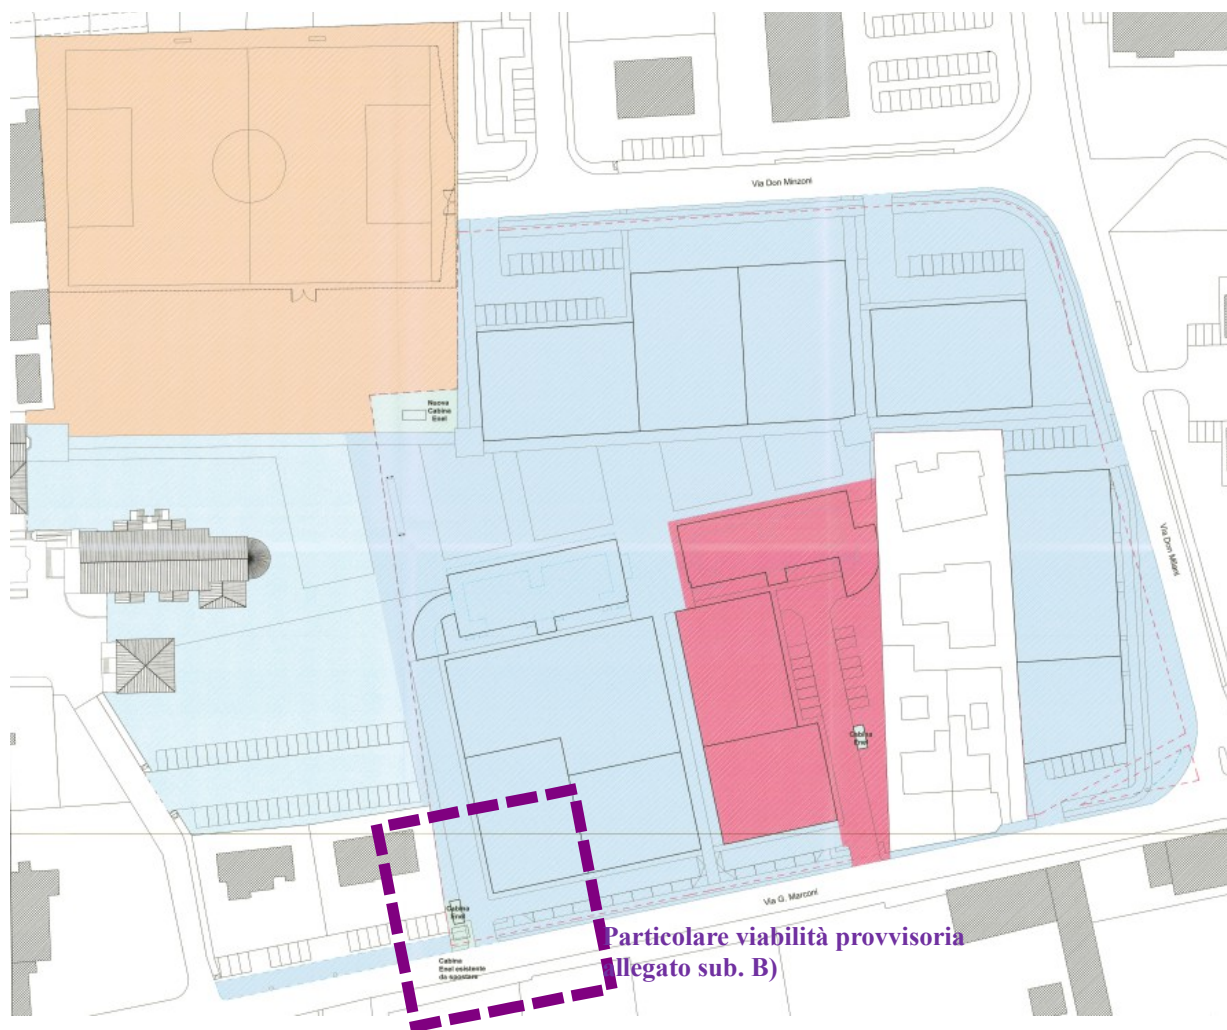 Via Don Minzoni
Nuova
Cabina
Enel
Via Don Milani
Cabina
Enel
Via G. Marconi
Cabina
Enel
Particolare viabilità provvisoria
allegato sub. B)
Cabina
Enel esistente
da spostare